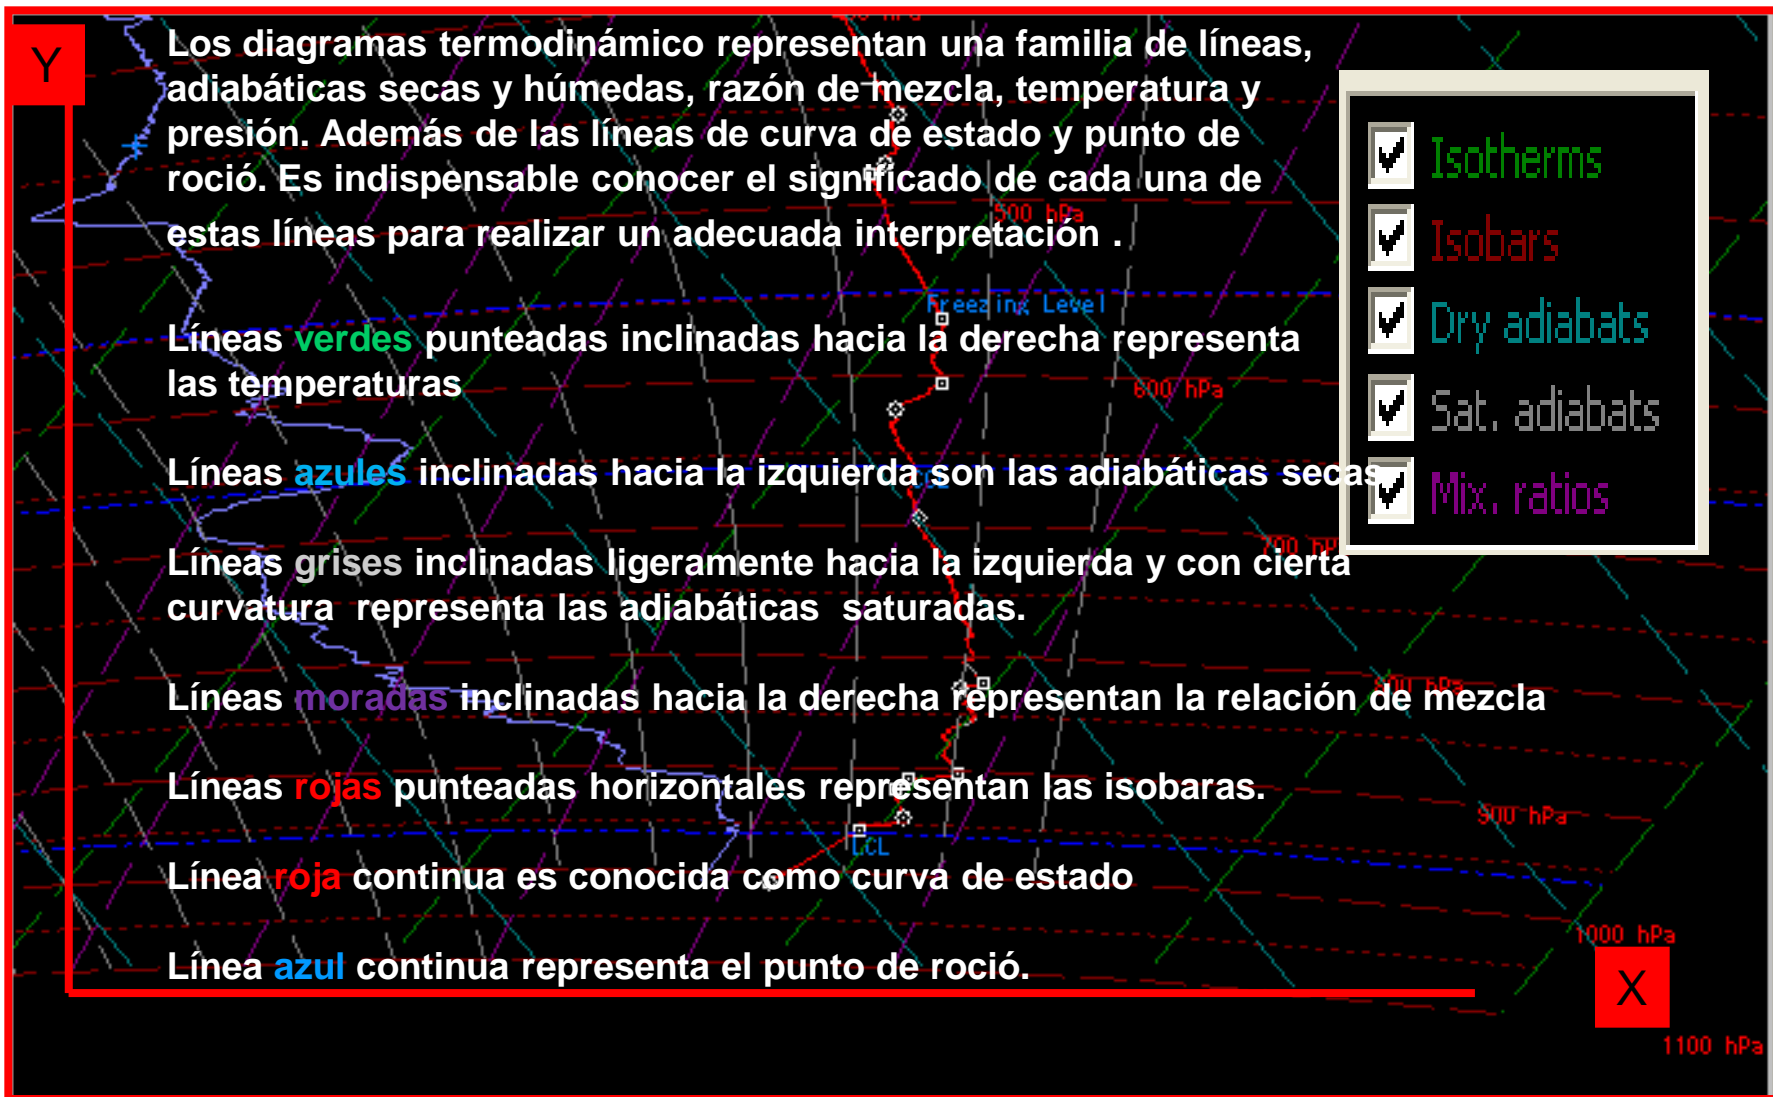 Y
Los diagramas termodinámico representan una familia de líneas,
adiabáticas secas y húmedas, razón de mezcla, temperatura y
presión. Además de las líneas de curva de estado y punto de
roció. Es indispensable conocer el significado de cada una de
estas líneas para realizar un adecuada interpretación .
Líneas verdes punteadas inclinadas hacia la derecha representa
las temperaturas
Líneas azules inclinadas hacia la izquierda son las adiabáticas secas
Líneas grises inclinadas ligeramente hacia la izquierda y con cierta
curvatura representa las adiabáticas saturadas.
Líneas moradas inclinadas hacia la derecha representan la relación de mezcla
Líneas rojas punteadas horizontales representan las isobaras.
Línea roja continua es conocida como curva de estado
Línea azul continua representa el punto de roció.
Isotherms
Isobars
Dry adiabats
Sat. adiabats
Mix. ratios
hPa
500 hPa
Freezing Level
600 hPa
700 hP
800 hPa
900 hPa
LCL
1000 hPa
X
1100 hPa